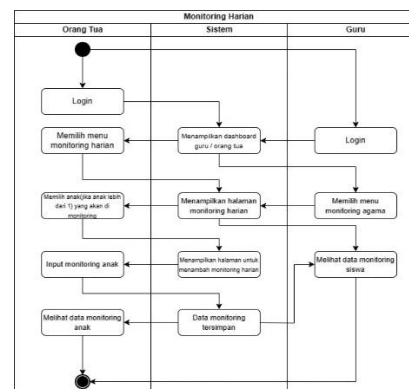 Monitoring Harian
Orang Tua
Sistem
Guru
Login
Memilih menu
monitoring harian
Menampilkan dashboard
guru / orang tua
Login
Memilih anak(jika anak lebih
dari 1) yang akan di
monitoring
Menampilkan halaman
monitoring harian
Memilih menu
monitoring agama
Input monitoring anak
Menampilkan halaman untuk
menambah monitoring harian
Melihat data monitoring
siswa
Melihat data monitoring
anak
Data monitoring
tersimpan